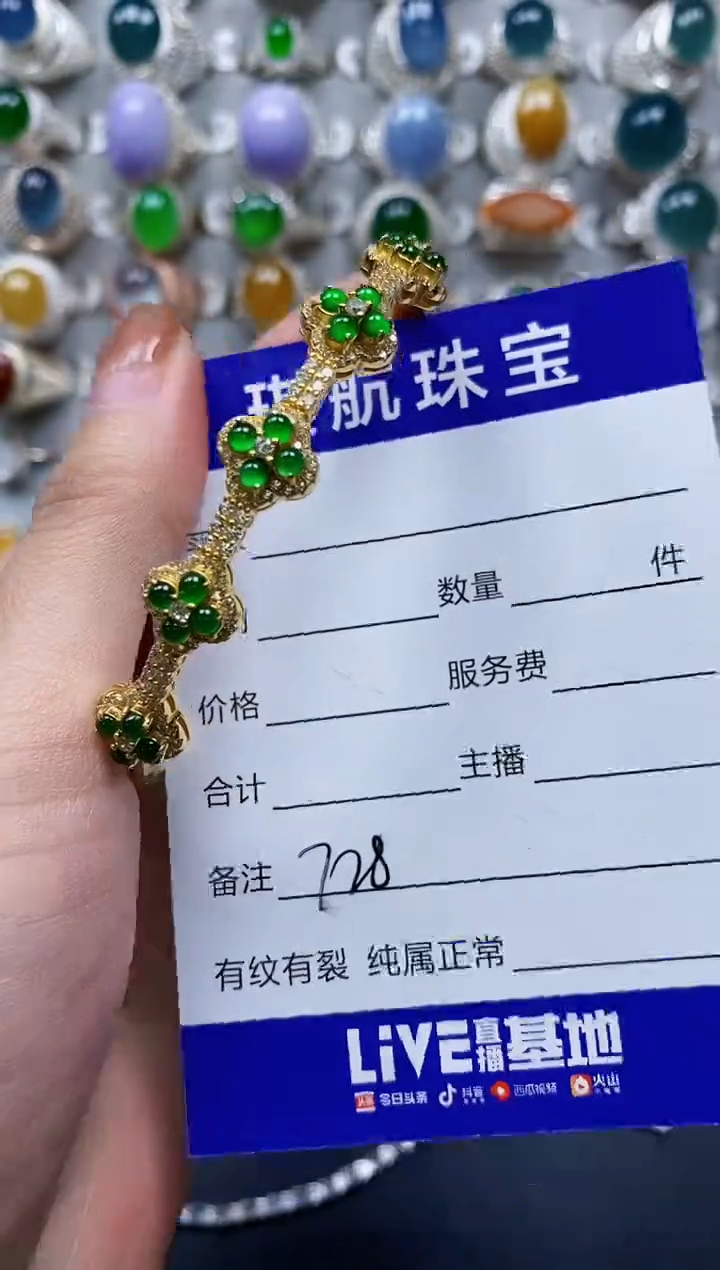 航珠宝
数量 件
价格 服务费
合计 主播
备注 728
有纹有裂 纯属正常
LiVE直播基地
头条 今日头条 抖音 西瓜视频 火山